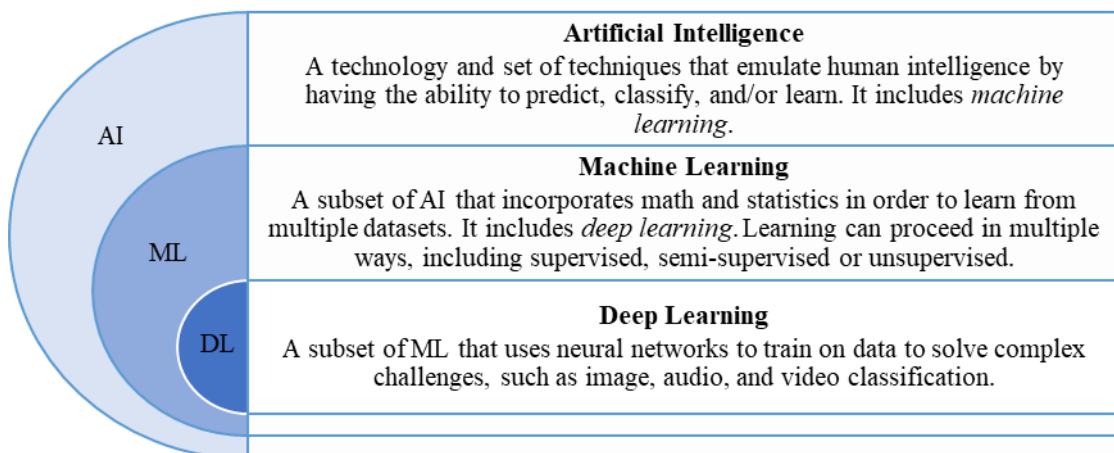 AI
ML
DL
Artificial Intelligence
A technology and set of techniques that emulate human intelligence by
having the ability to predict, classify, and/or learn. It includes machine
learning.
Machine Learning
A subset of AI that incorporates math and statistics in order to learn from
multiple datasets. It includes deep learning. Learning can proceed in multiple
ways, including supervised, semi-supervised or unsupervised.
Deep Learning
A subset of ML that uses neural networks to train on data to solve complex
challenges, such as image, audio, and video classification.